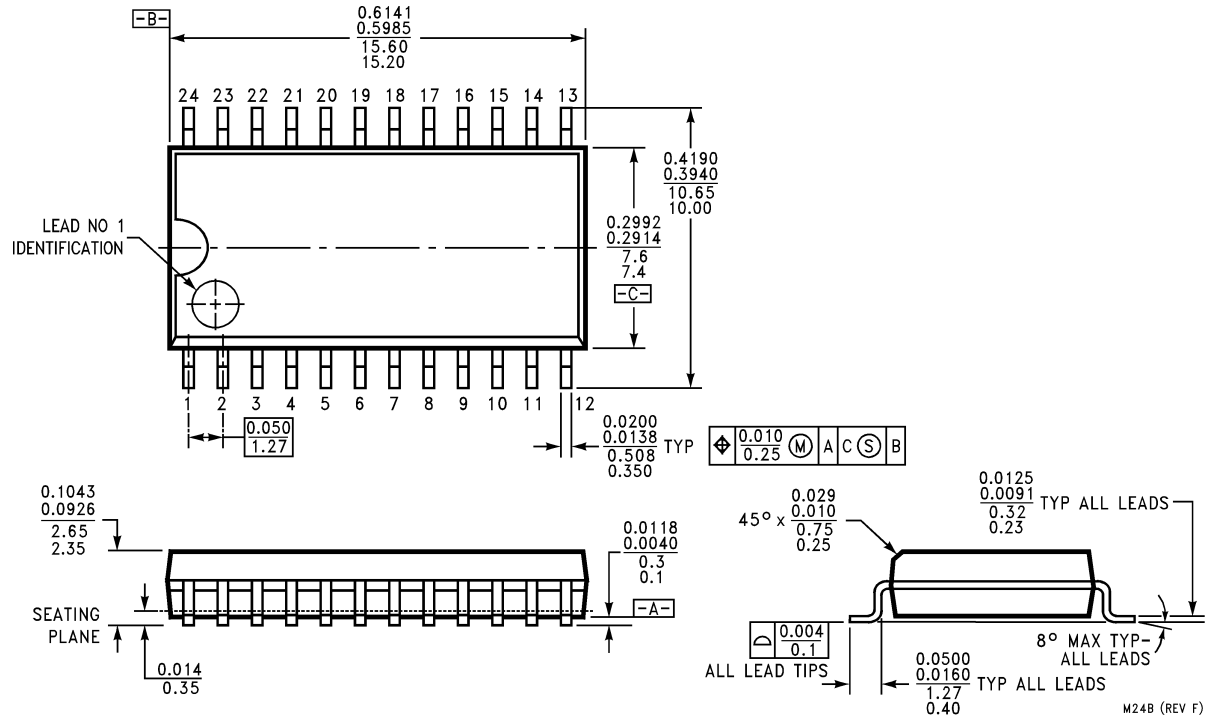 -B-
0.6141
0.5985
15.60
15.20
24 23 22 21 20 19 18 17 16 15 14 13
0.4190
0.3940
10.65
10.00
LEAD NO 1
IDENTIFICATION
0.2992
0.2914
7.6
7.4
-C-
1 2 3 4 5 6 7 8 9 10 11 12
0.050
1.27
0.0200
0.0138
0.508
0.350
TYP
0.010
0.25
M A C S B
0.1043
0.0926
2.65
2.35
0.0118
0.0040
0.3
0.1
-A-
SEATING
PLANE
0.014
0.35
45° x
0.029
0.010
0.75
0.25
0.0125
0.0091
0.32
0.23
TYP ALL LEADS
0.004
0.1
ALL LEAD TIPS
8° MAX TYP-
ALL LEADS
0.0500
0.0160
1.27
0.40
TYP ALL LEADS
M24B (REV F)